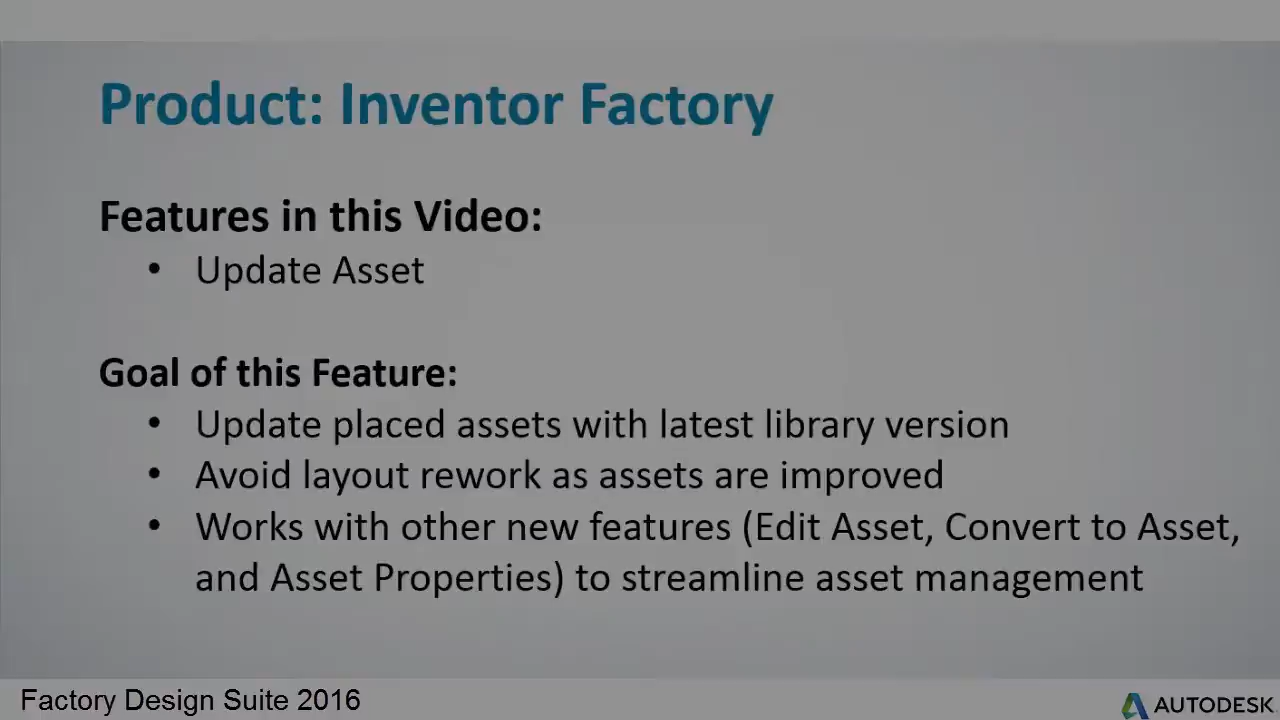 Product: Inventor Factory
Features in this Video:
• Update Asset
Goal of this Feature:
• Update placed assets with latest library version
• Avoid layout rework as assets are improved
• Works with other new features (Edit Asset, Convert to Asset,
and Asset Properties) to streamline asset management
Factory Design Suite 2016
AUTODESK